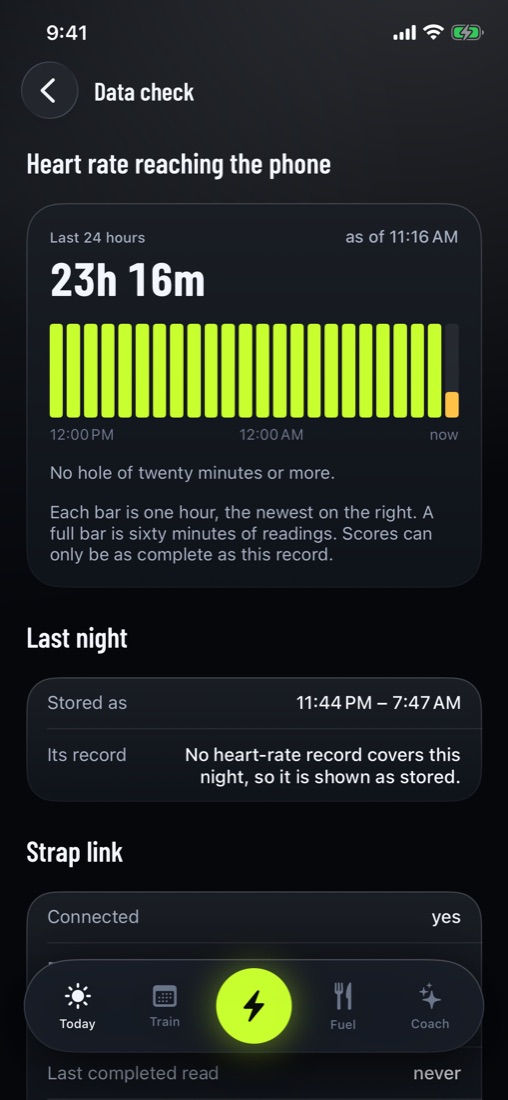 9:41
Data check
Heart rate reaching the phone
Last 24 hours
as of 11:16 AM
23h 16m
12:00 PM
12:00 AM
now
No hole of twenty minutes or more.
Each bar is one hour, the newest on the right. A
full bar is sixty minutes of readings. Scores can
only be as complete as this record.
Last night
Stored as
11:44 PM – 7:47 AM
Its record
No heart-rate record covers this
night, so it is shown as stored.
Strap link
Connected
yes
Today
Train
Fuel
Coach
Last completed read
never